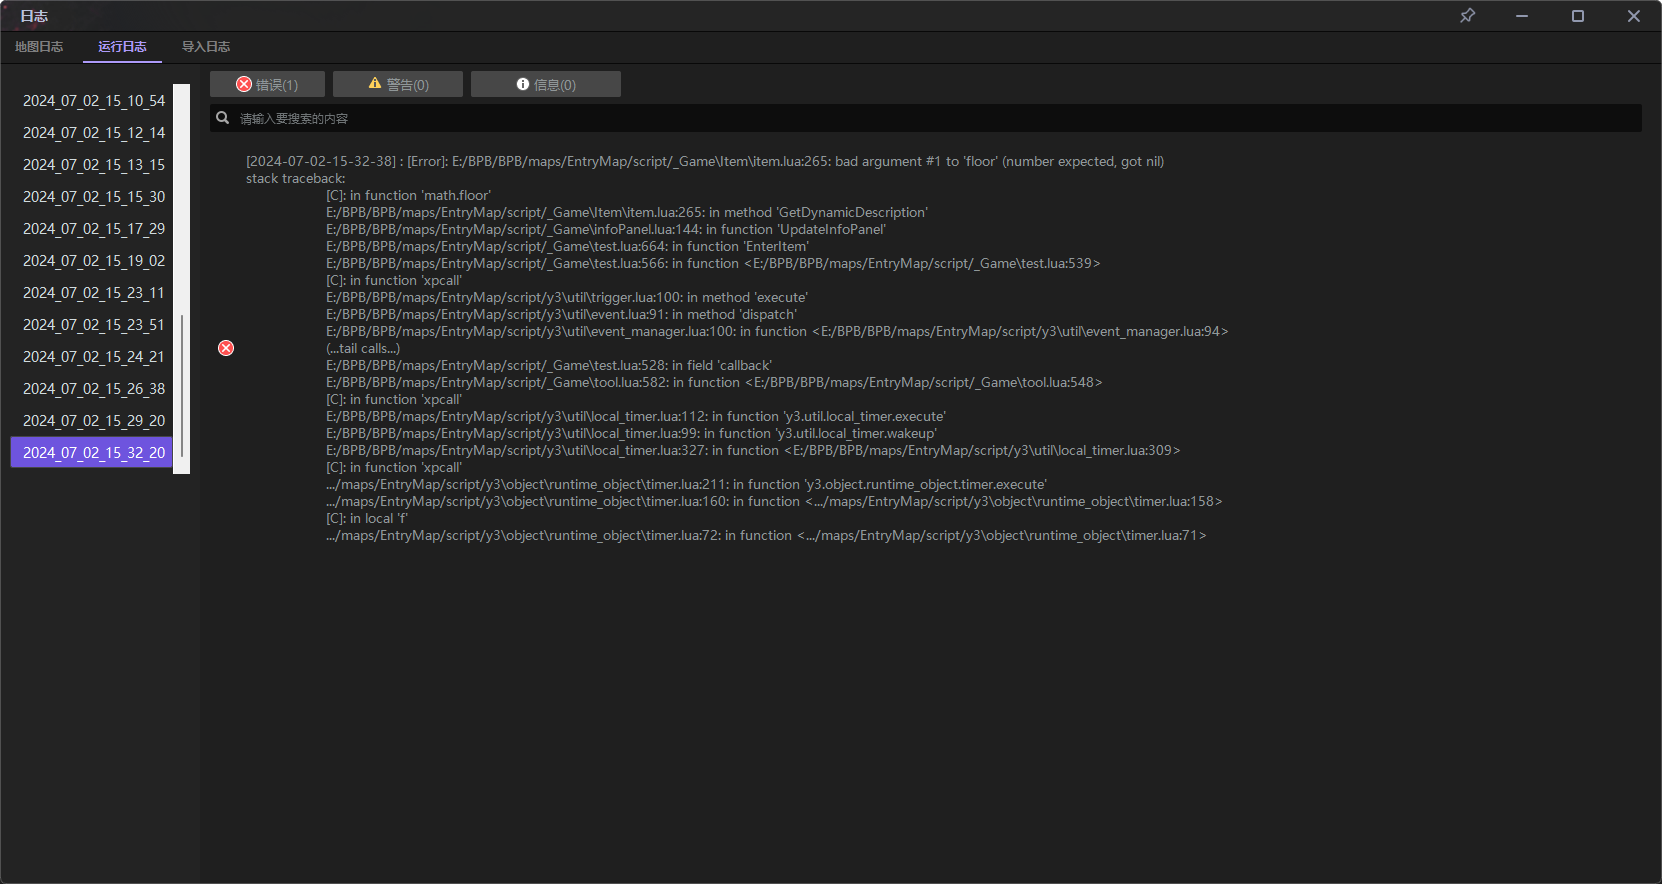 日志
地图日志 运行日志 导入日志
错误(1) 警告(0) 信息(0)
请输入要搜索的内容
2024_07_02_15_10_54
2024_07_02_15_12_14
2024_07_02_15_13_15
2024_07_02_15_15_30
2024_07_02_15_17_29
2024_07_02_15_19_02
2024_07_02_15_23_11
2024_07_02_15_23_51
2024_07_02_15_24_21
2024_07_02_15_26_38
2024_07_02_15_29_20
2024_07_02_15_32_20
[2024-07-02-15-32-38] : [Error]: E:/BPB/BPB/maps/EntryMap/script/_Game\Item\item.lua:265: bad argument #1 to 'floor' (number expected, got nil)
stack traceback:
[C]: in function 'math.floor'
E:/BPB/BPB/maps/EntryMap/script/_Game\Item\item.lua:265: in method 'GetDynamicDescription'
E:/BPB/BPB/maps/EntryMap/script/_Game\infoPanel.lua:144: in function 'UpdateInfoPanel'
E:/BPB/BPB/maps/EntryMap/script/_Game\test.lua:664: in function 'EnterItem'
E:/BPB/BPB/maps/EntryMap/script/_Game\test.lua:566: in function <E:/BPB/BPB/maps/EntryMap/script/_Game\test.lua:539>
[C]: in function 'xpcall'
E:/BPB/BPB/maps/EntryMap/script/y3\util\trigger.lua:100: in method 'execute'
E:/BPB/BPB/maps/EntryMap/script/y3\util\event.lua:91: in method 'dispatch'
E:/BPB/BPB/maps/EntryMap/script/y3\util\event_manager.lua:100: in function <E:/BPB/BPB/maps/EntryMap/script/y3\util\event_manager.lua:94>
(...tail calls...)
E:/BPB/BPB/maps/EntryMap/script/_Game\test.lua:528: in field 'callback'
E:/BPB/BPB/maps/EntryMap/script/_Game\tool.lua:582: in function <E:/BPB/BPB/maps/EntryMap/script/_Game\tool.lua:548>
[C]: in function 'xpcall'
E:/BPB/BPB/maps/EntryMap/script/y3\util\local_timer.lua:112: in function 'y3.util.local_timer.execute'
E:/BPB/BPB/maps/EntryMap/script/y3\util\local_timer.lua:99: in function 'y3.util.local_timer.wakeup'
E:/BPB/BPB/maps/EntryMap/script/y3\util\local_timer.lua:327: in function <E:/BPB/BPB/maps/EntryMap/script/y3\util\local_timer.lua:309>
[C]: in function 'xpcall'
.../maps/EntryMap/script/y3\object\runtime_object\timer.lua:211: in function 'y3.object.runtime_object.timer.execute'
.../maps/EntryMap/script/y3\object\runtime_object\timer.lua:160: in function <.../maps/EntryMap/script/y3\object\runtime_object\timer.lua:158>
[C]: in local 'f'
.../maps/EntryMap/script/y3\object\runtime_object\timer.lua:72: in function <.../maps/EntryMap/script/y3\object\runtime_object\timer.lua:71>